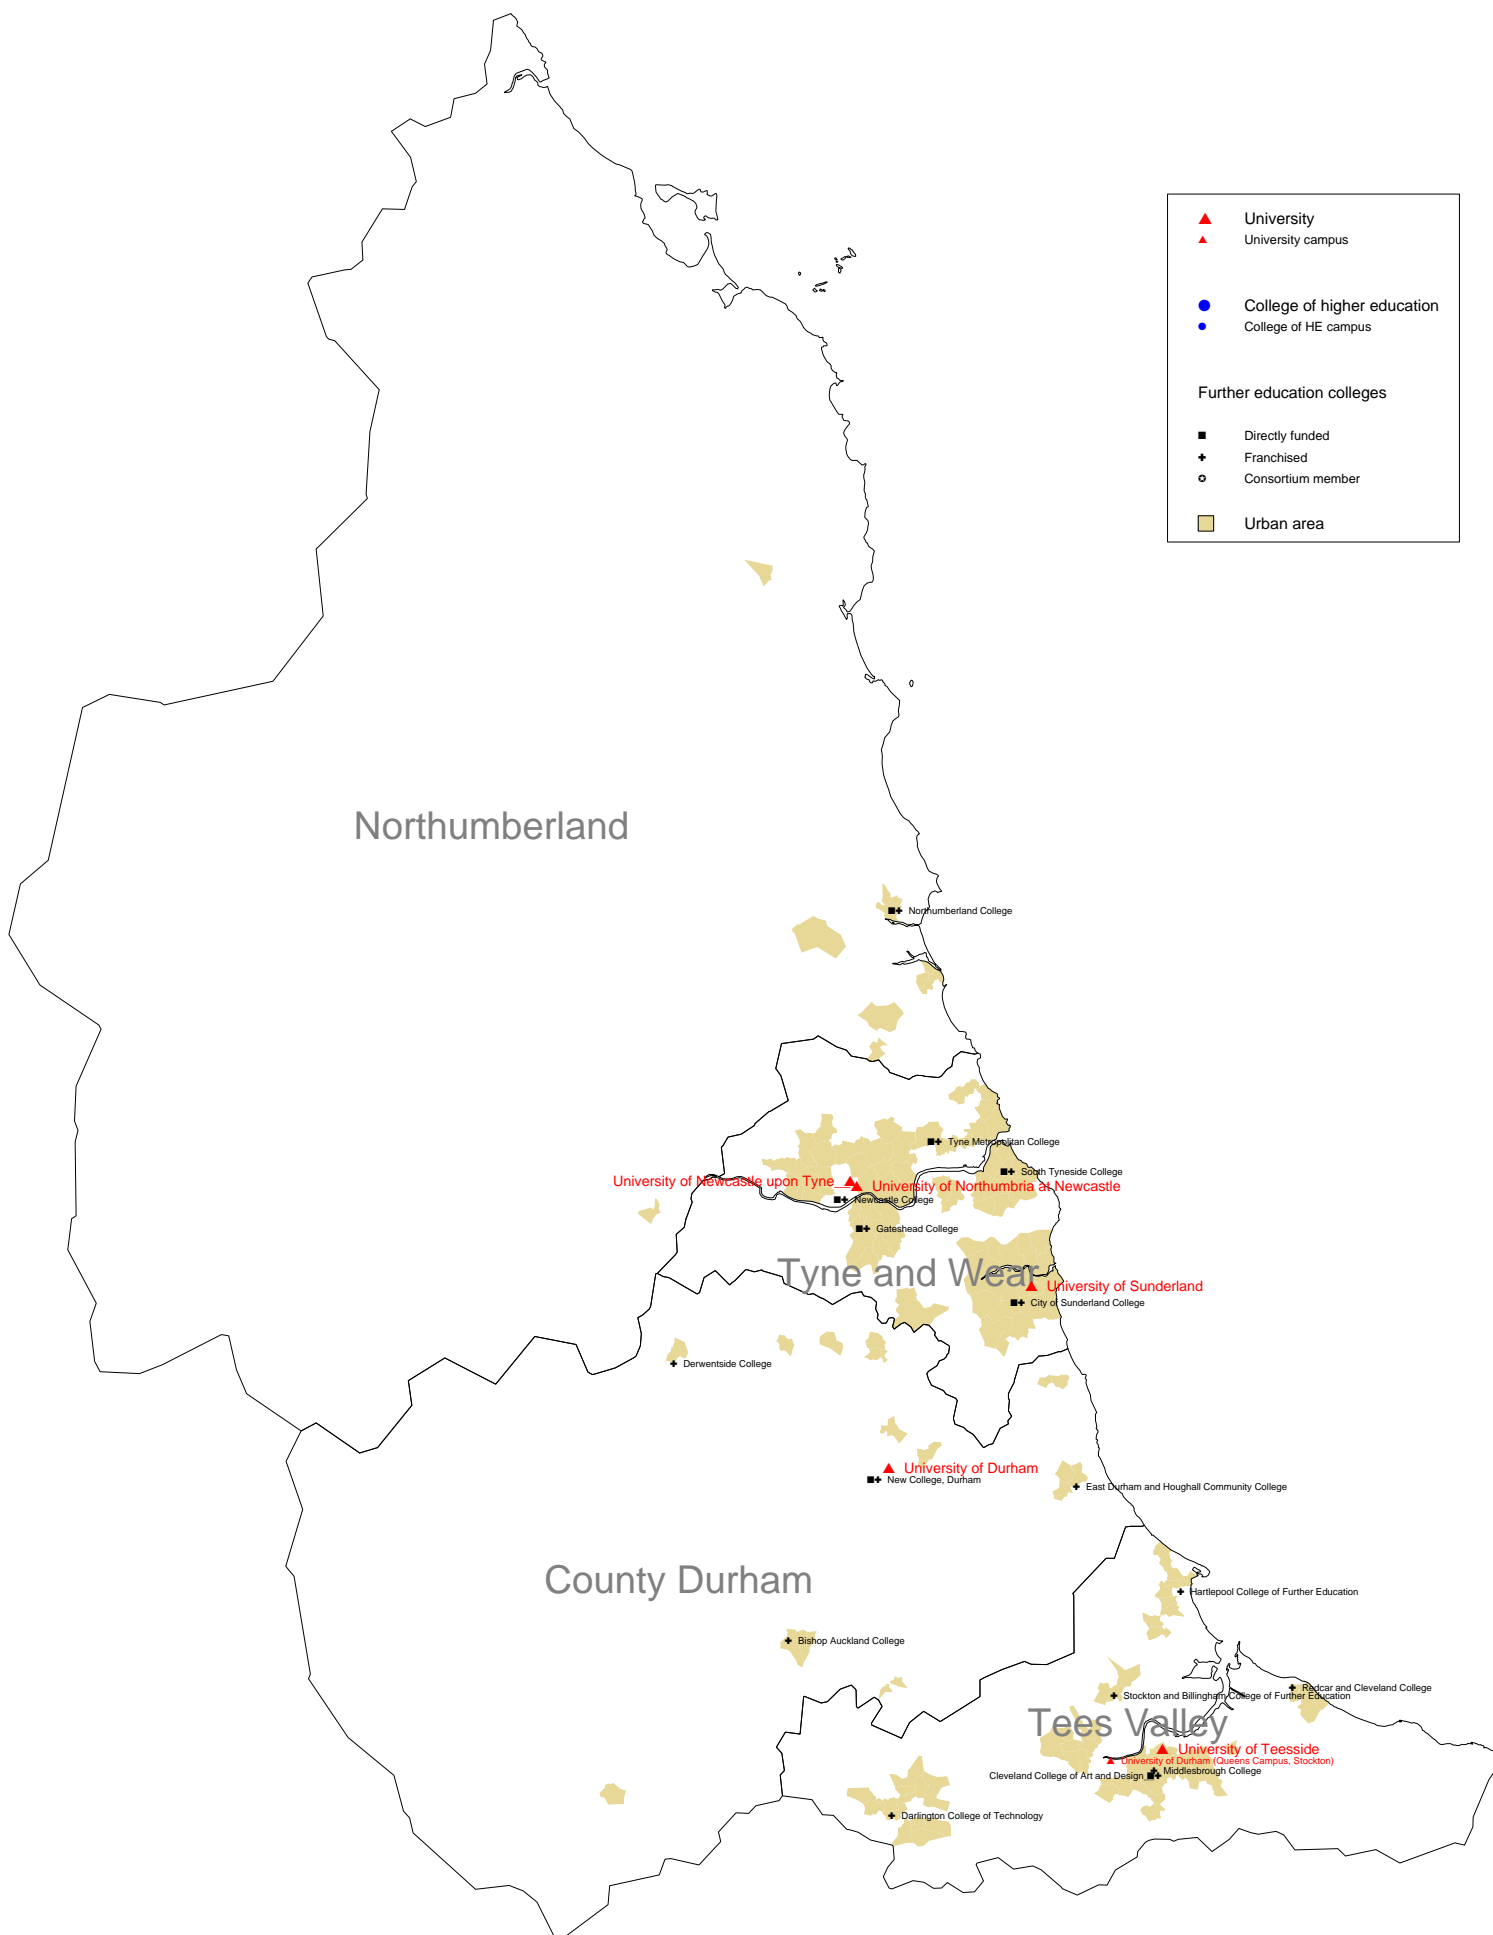 University
University campus
College of higher education
College of HE campus
Further education colleges
Directly funded
Franchised
Consortium member
Urban area
Northumberland
Northumberland College
Tyne Metropolitan College
South Tyneside College
University of Newcastle upon Tyne
University of Northumbria at Newcastle
Newcastle College
Gateshead College
Tyne and Wear
University of Sunderland
City of Sunderland College
Derwentside College
University of Durham
New College, Durham
East Durham and Houghall Community College
County Durham
Hartlepool College of Further Education
Bishop Auckland College
Redcar and Cleveland College
Stockton and Billingham College of Further Education
Tees Valley
University of Teesside
University of Durham (Queens Campus, Stockton)
Middlesbrough College
Cleveland College of Art and Design
Darlington College of Technology